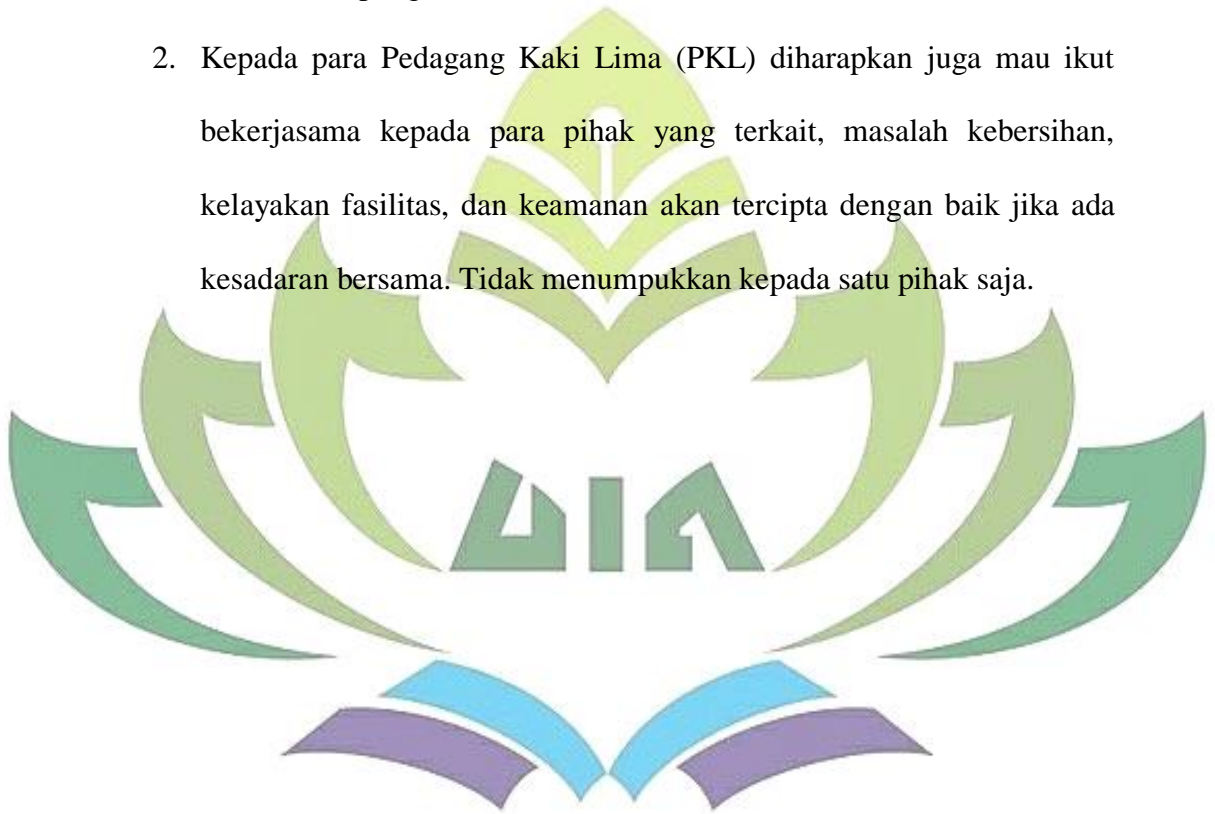 2. Kepada para Pedagang Kaki Lima (PKL) diharapkan juga mau ikut
bekerjasama kepada para pihak yang terkait, masalah kebersihan,
kelayakan fasilitas, dan keamanan akan tercipta dengan baik jika ada
kesadaran bersama. Tidak menumpukkan kepada satu pihak saja.
UIN